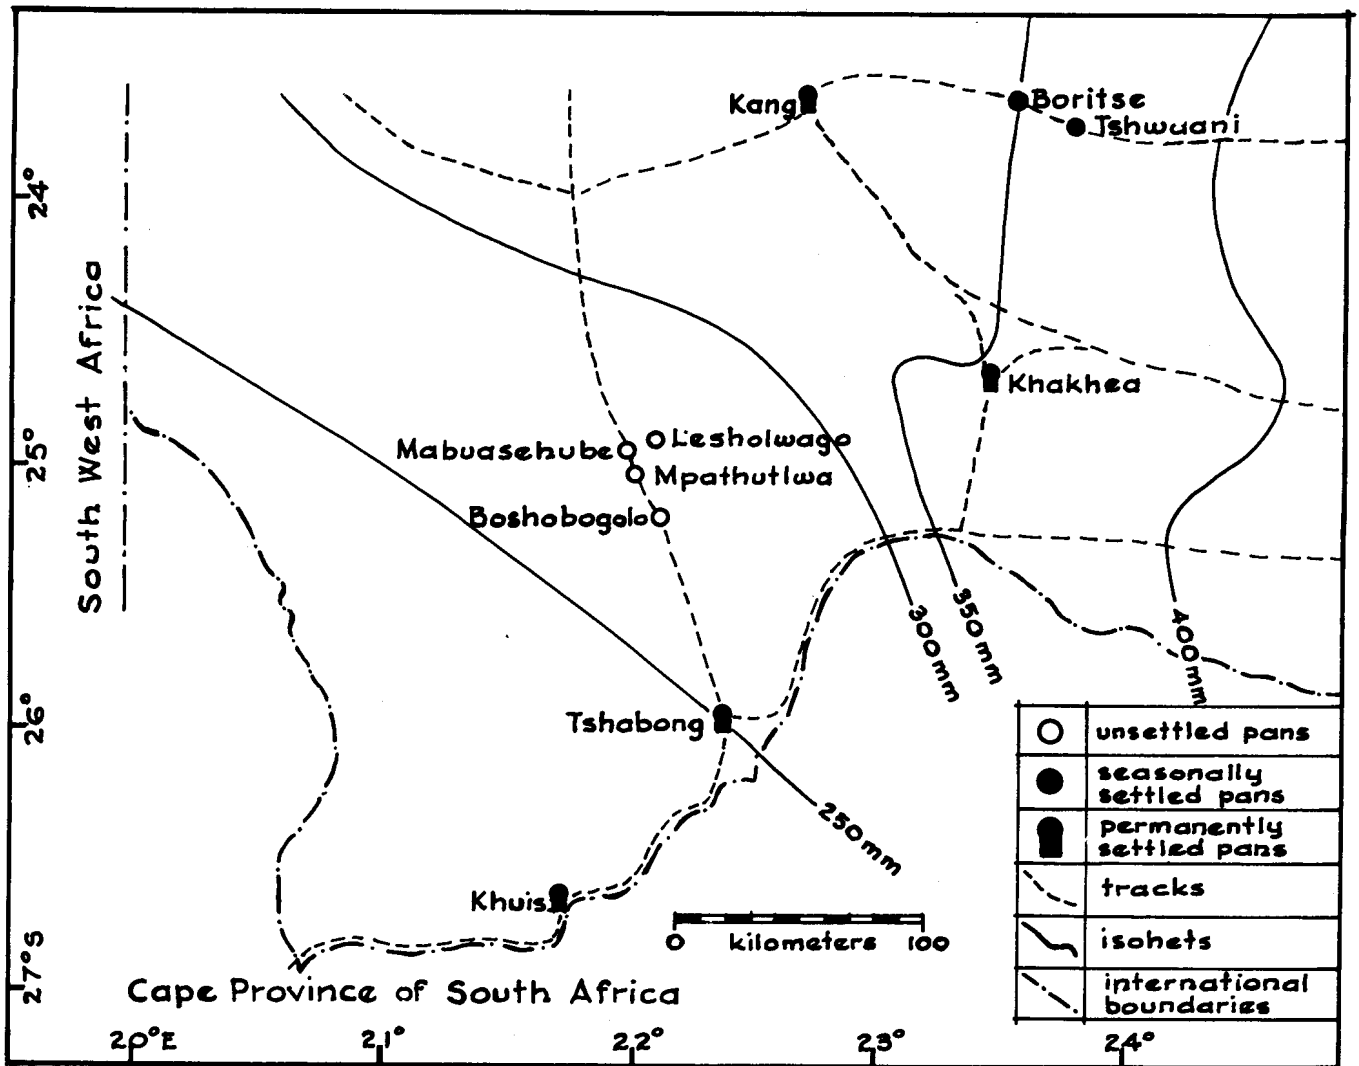 Kang
Boritse
Tshwaani
24°
South West Africa
Khakhea
Lesholwago
Mabuasehube
25°
Mpathutlwa
Boshobogolo
350mm
300mm
400mm
26°
Tshabong
250mm
Khuis
unsettled pans
seasonally
settled pans
permanently
settled pans
tracks
isohets
international
boundaries
0 kilometers 100
27°S
Cape Province of South Africa
20°E 21° 22° 23° 24°